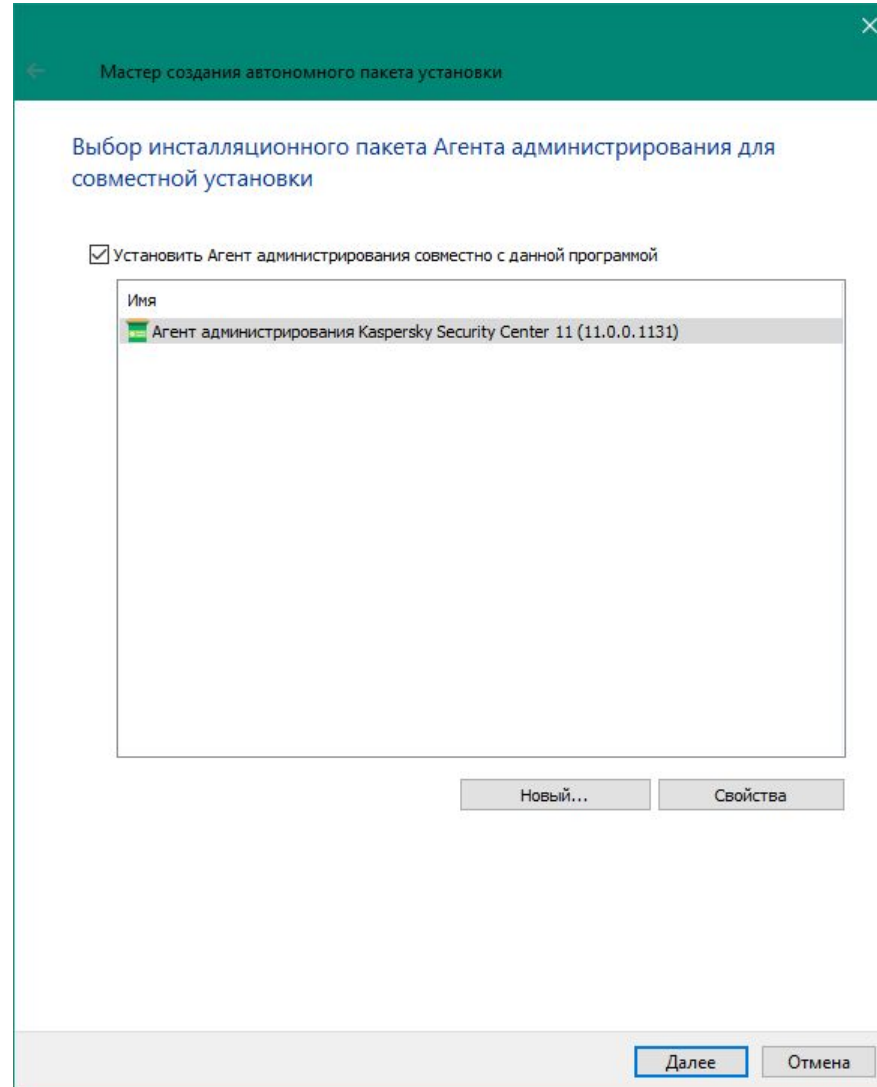 Мастер создания автономного пакета установки
Выбор инсталляционного пакета Агента администрирования для
совместной установки
Установить Агент администрирования совместно с данной программой
Имя
Агент администрирования Kaspersky Security Center 11 (11.0.0.1131)
Новый...
Свойства
Далее
Отмена